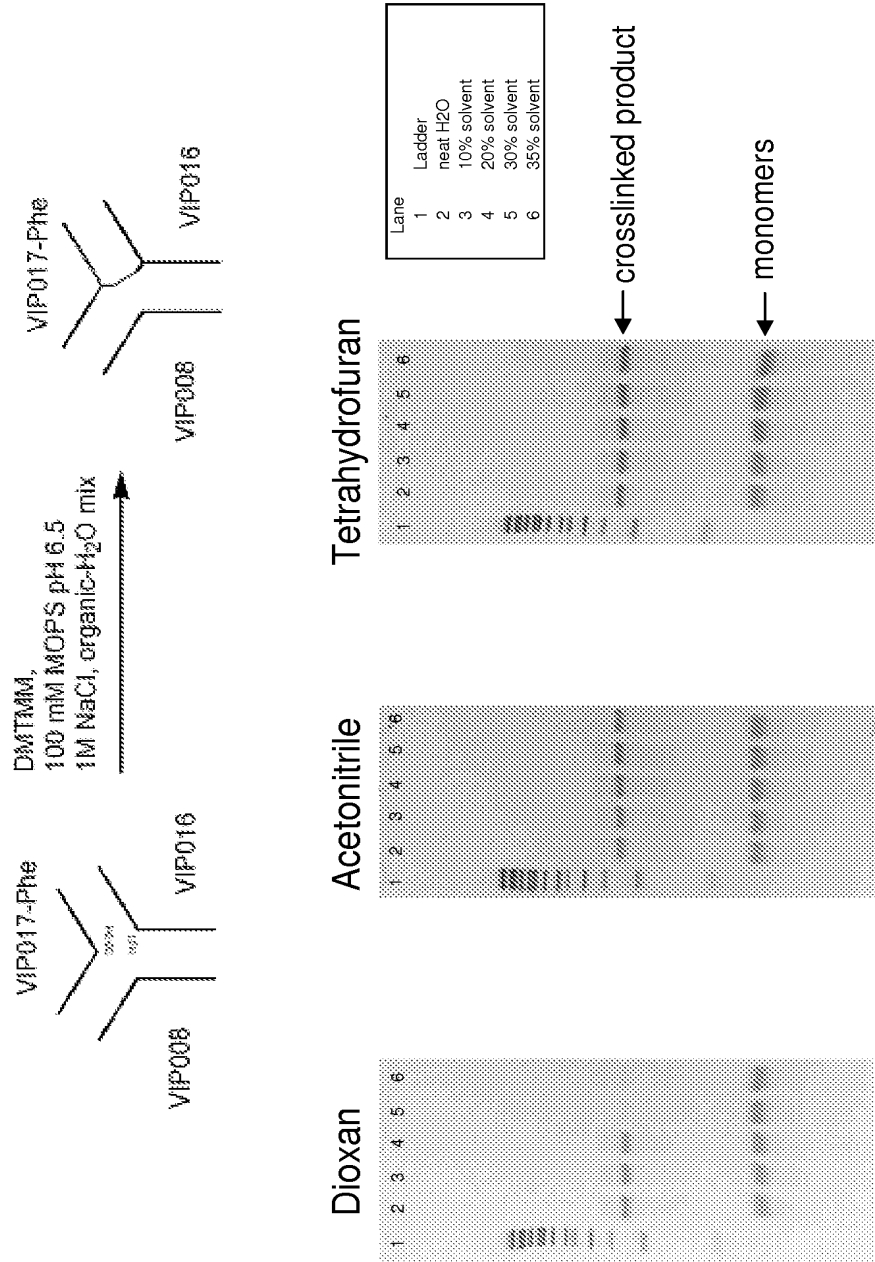 VIP017-Phe
VIP008
VIP016
DMTMM,
100 mM MOPS pH 6.5
1M NaCl, organic-H2O mix
VIP017-Phe
VIP008
VIP016
Dioxan
1 2 3 4 5 6
Acetonitrile
1 2 3 4 5 6
Tetrahydrofuran
1 2 3 4 5 6
Lane
1 Ladder
2 neat H2O
3 10% solvent
4 20% solvent
5 30% solvent
6 35% solvent
crosslinked product
monomers